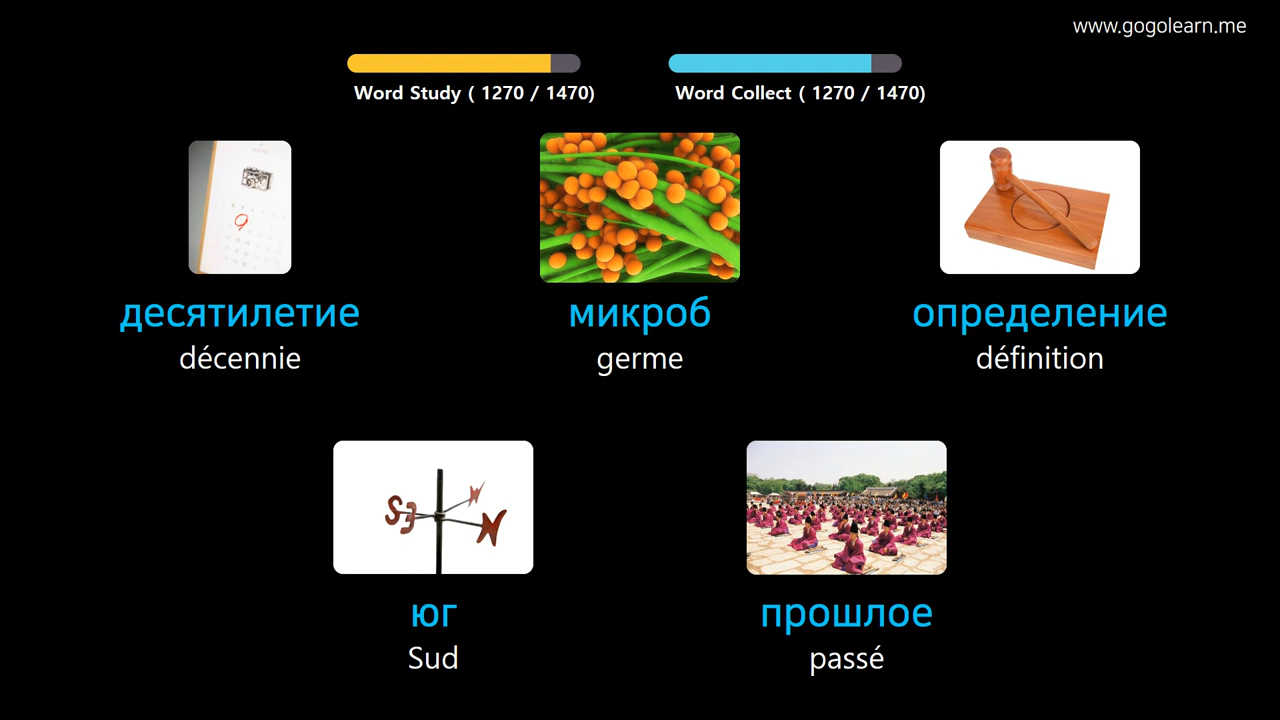 www.gogolearn.me
Word Study ( 1270 / 1470)
Word Collect ( 1270 / 1470)
десятилетие
décennie
микроб
germe
определение
définition
юг
Sud
прошлое
passé